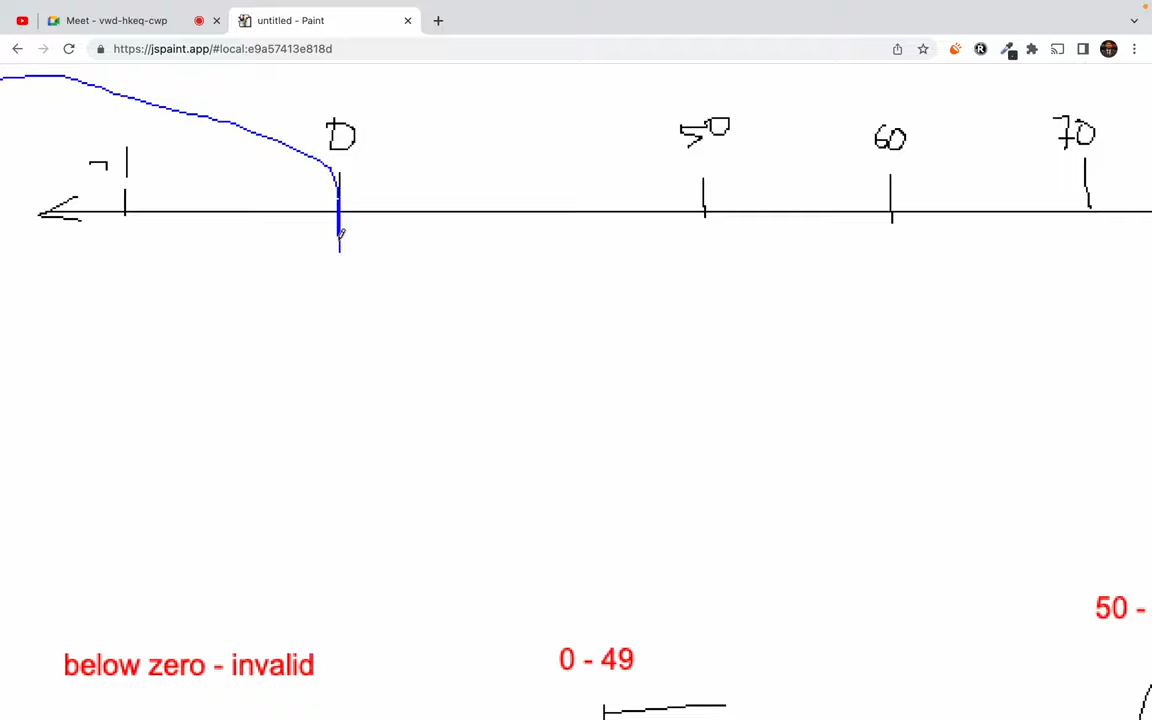 Meet - vwd-hkeq-cwp
untitled - Paint
https://jspaint.app/#local:e9a57413e818d
-1
0
50
60
70
50 -
below zero - invalid
0 - 49